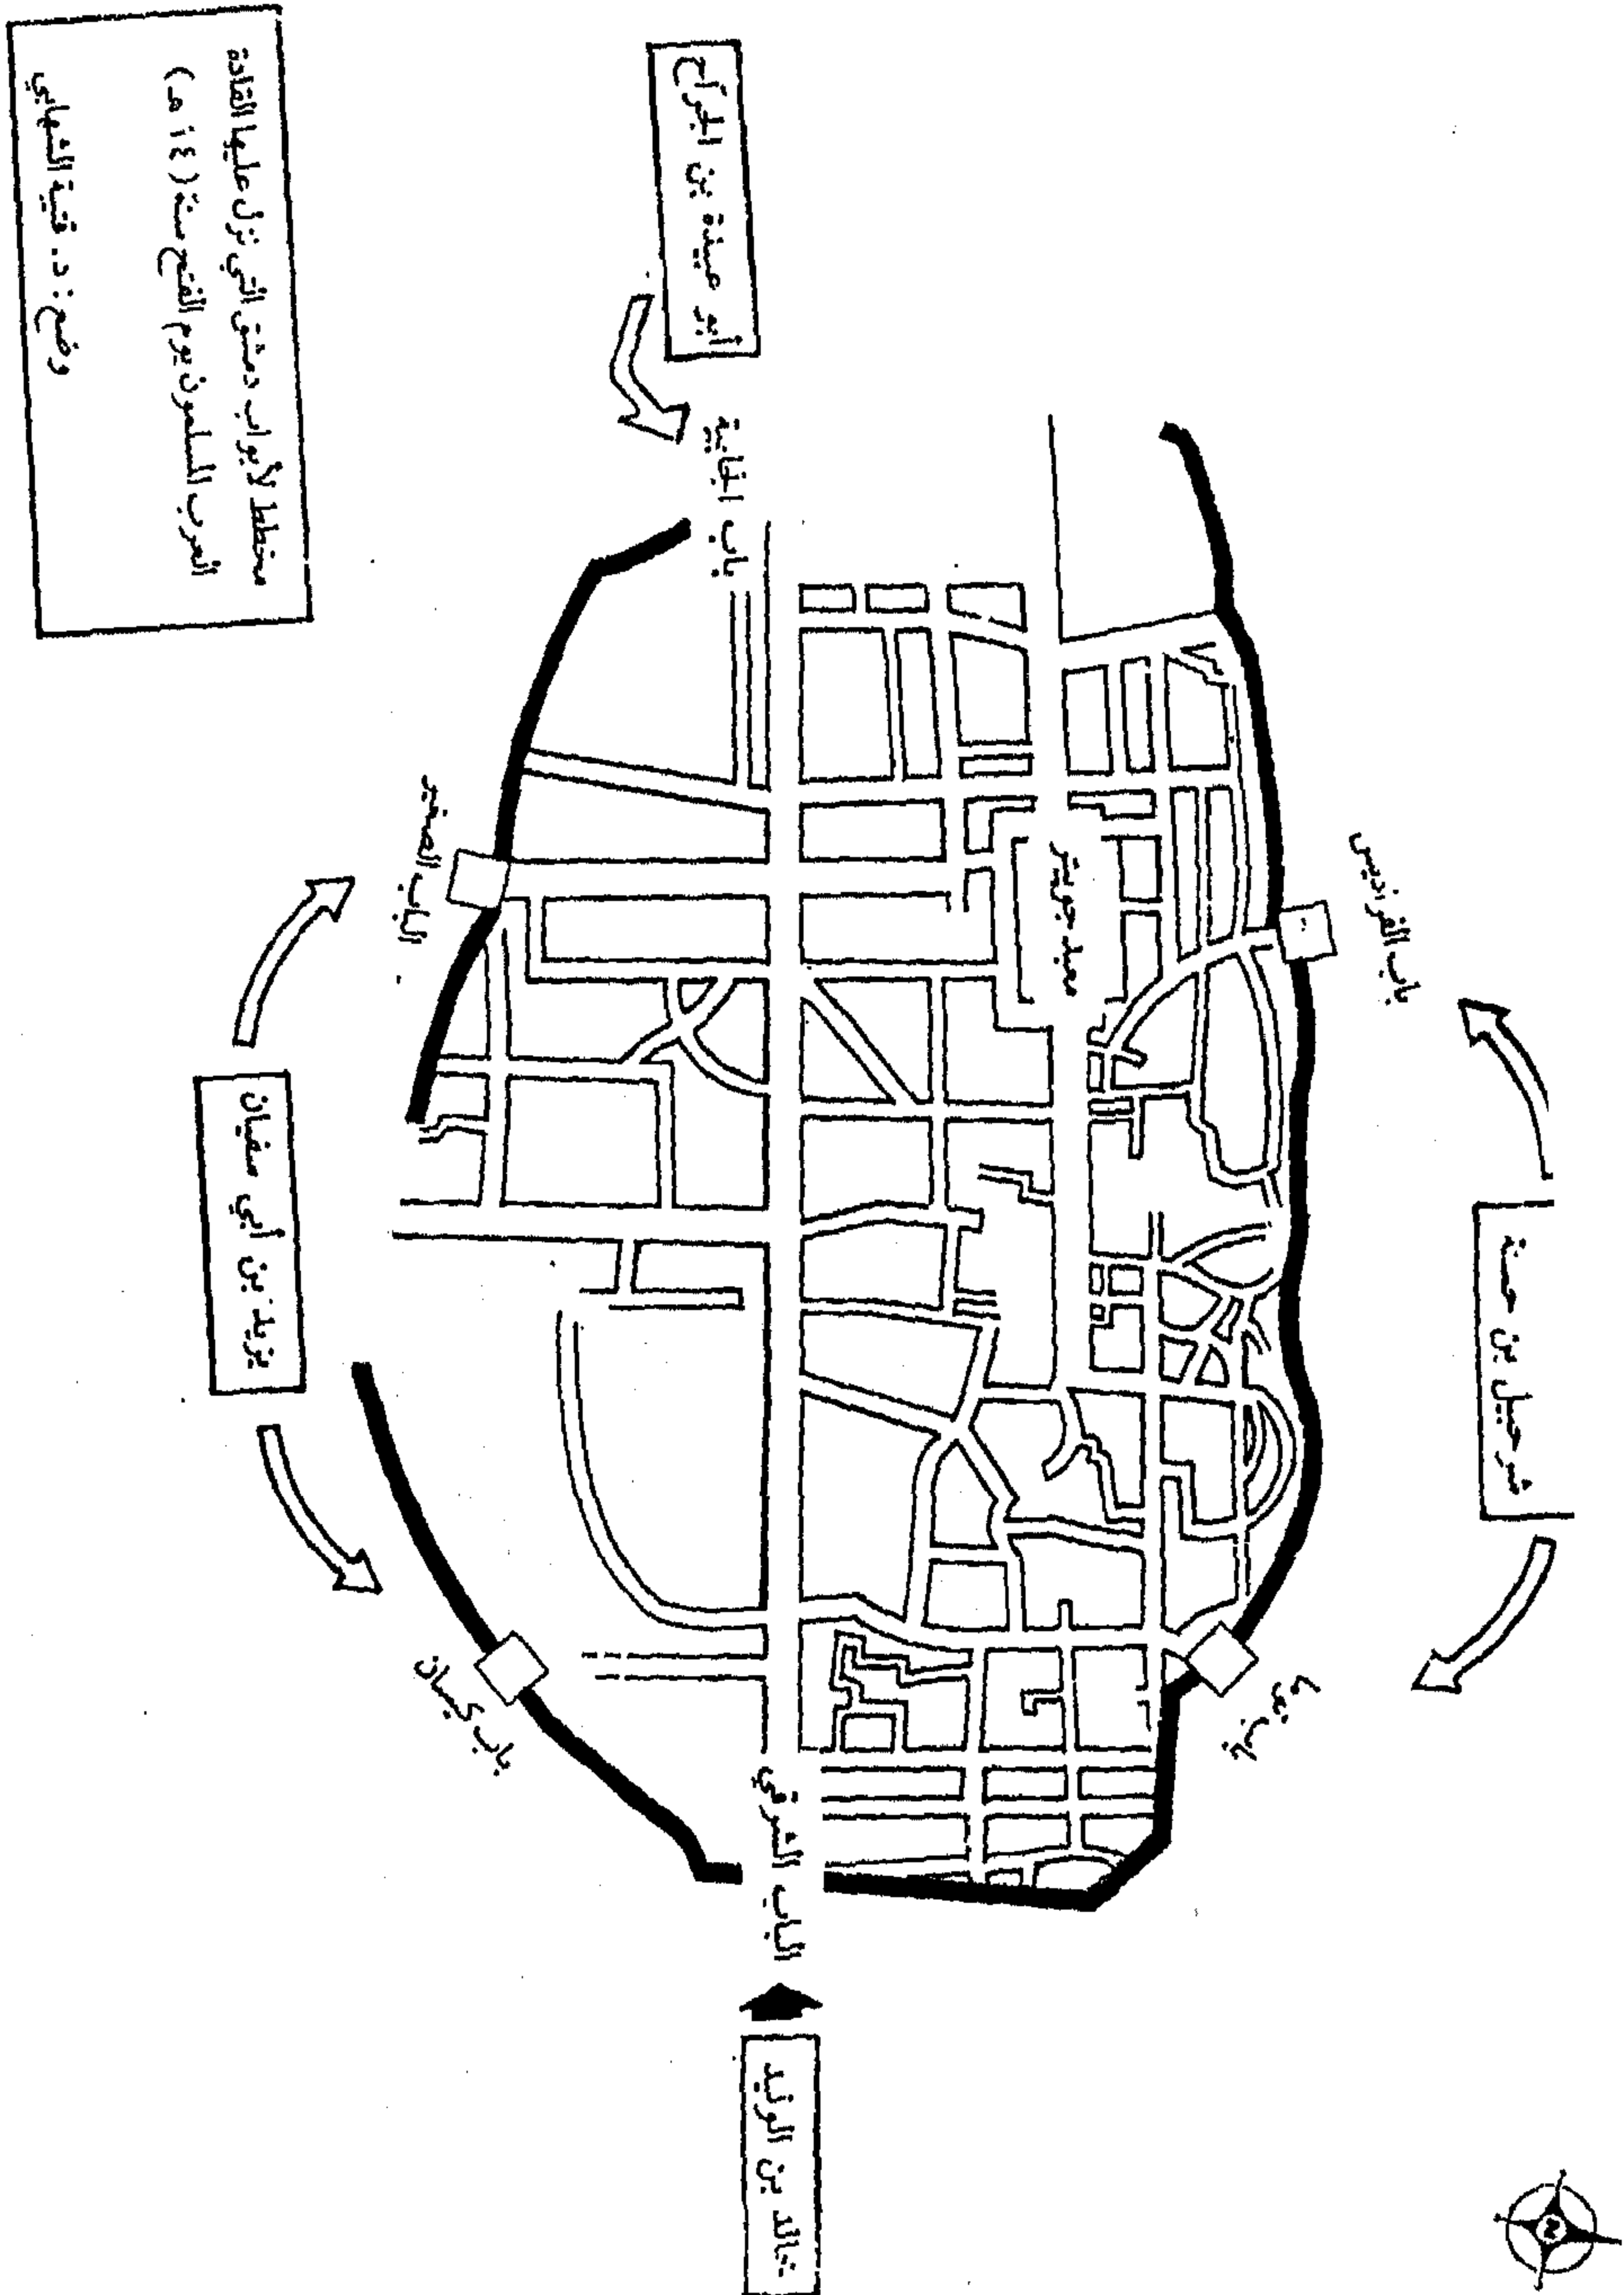 مخطط لأبواب دمشق التي نزل عليها القادة
العرب المسلمون يوم الفتح سنة (١٤ هـ)
وضع : د. قتيبة الشهابي
أبو عبيدة بن الجراح
باب الجابية
الباب الصغير
يزيد بن أبي سفيان
باب كيسان
معبد جوبيتر
باب الفراديس
شرحبيل بن حسنة
باب توما
الباب الشرقي
خالد بن الوليد
N